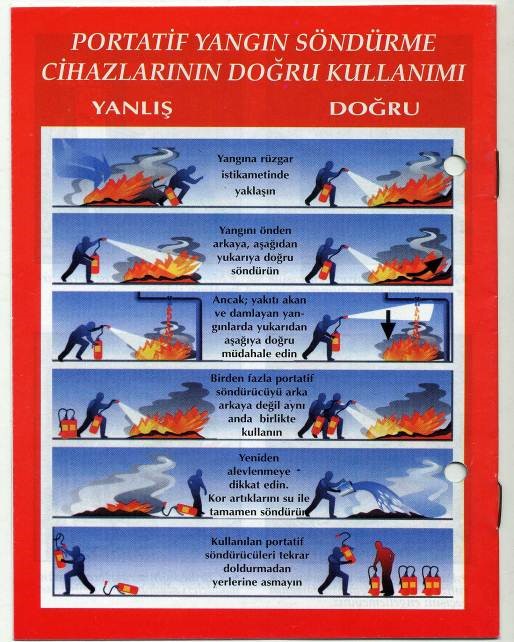 PORTATİF YANGIN SÖNDÜRME
CİHAZLARININ DOĞRU KULLANIMI
YANLIŞ DOĞRU
Yangına rüzgar
istikametinde
yaklaşın
Yangını önden
arkaya, aşağıdan
yukarıya doğru
söndürün
Ancak; yakıtı akan
ve damlayan yan-
gınlarda yukarıdan
aşağıya doğru
müdahale edin
Birden fazla portatif
söndürücüyü arka
arkaya değil aynı
anda birlikte
kullanın
Yeniden
alevlenmeye
dikkat edin.
Kor artıklarını su ile
tamamen söndürün
Kullanılan portatif
söndürücüleri tekrar
doldurmadan
yerlerine asmayın